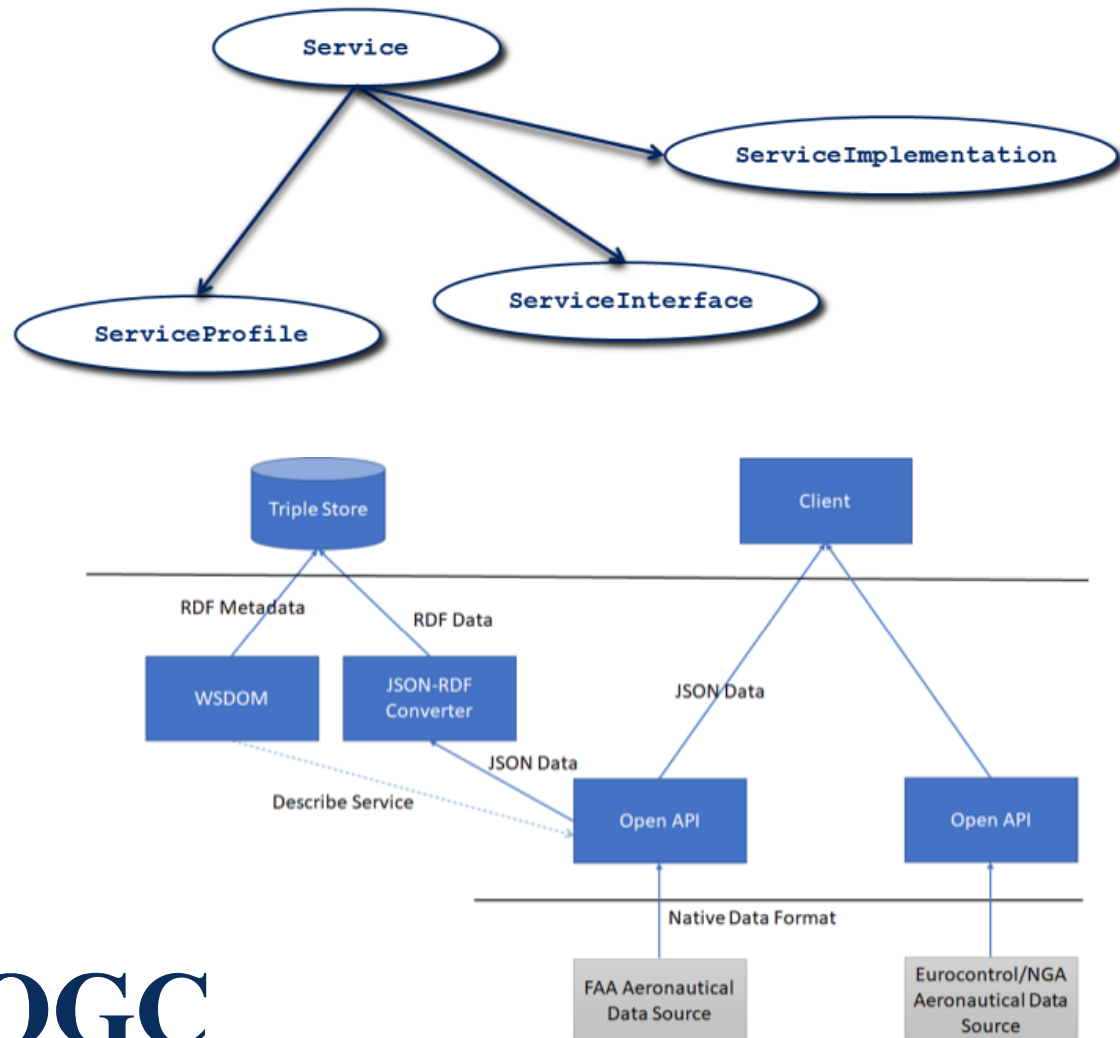 Service
ServiceImplementation
ServiceInterface
ServiceProfile
Triple Store
Client
RDF Metadata
RDF Data
WSDOM
JSON-RDF
Converter
JSON Data
JSON Data
Describe Service
Open API
Open API
Native Data Format
FAA Aeronautical
Data Source
Eurocontrol/NGA
Aeronautical Data
Source
OGC